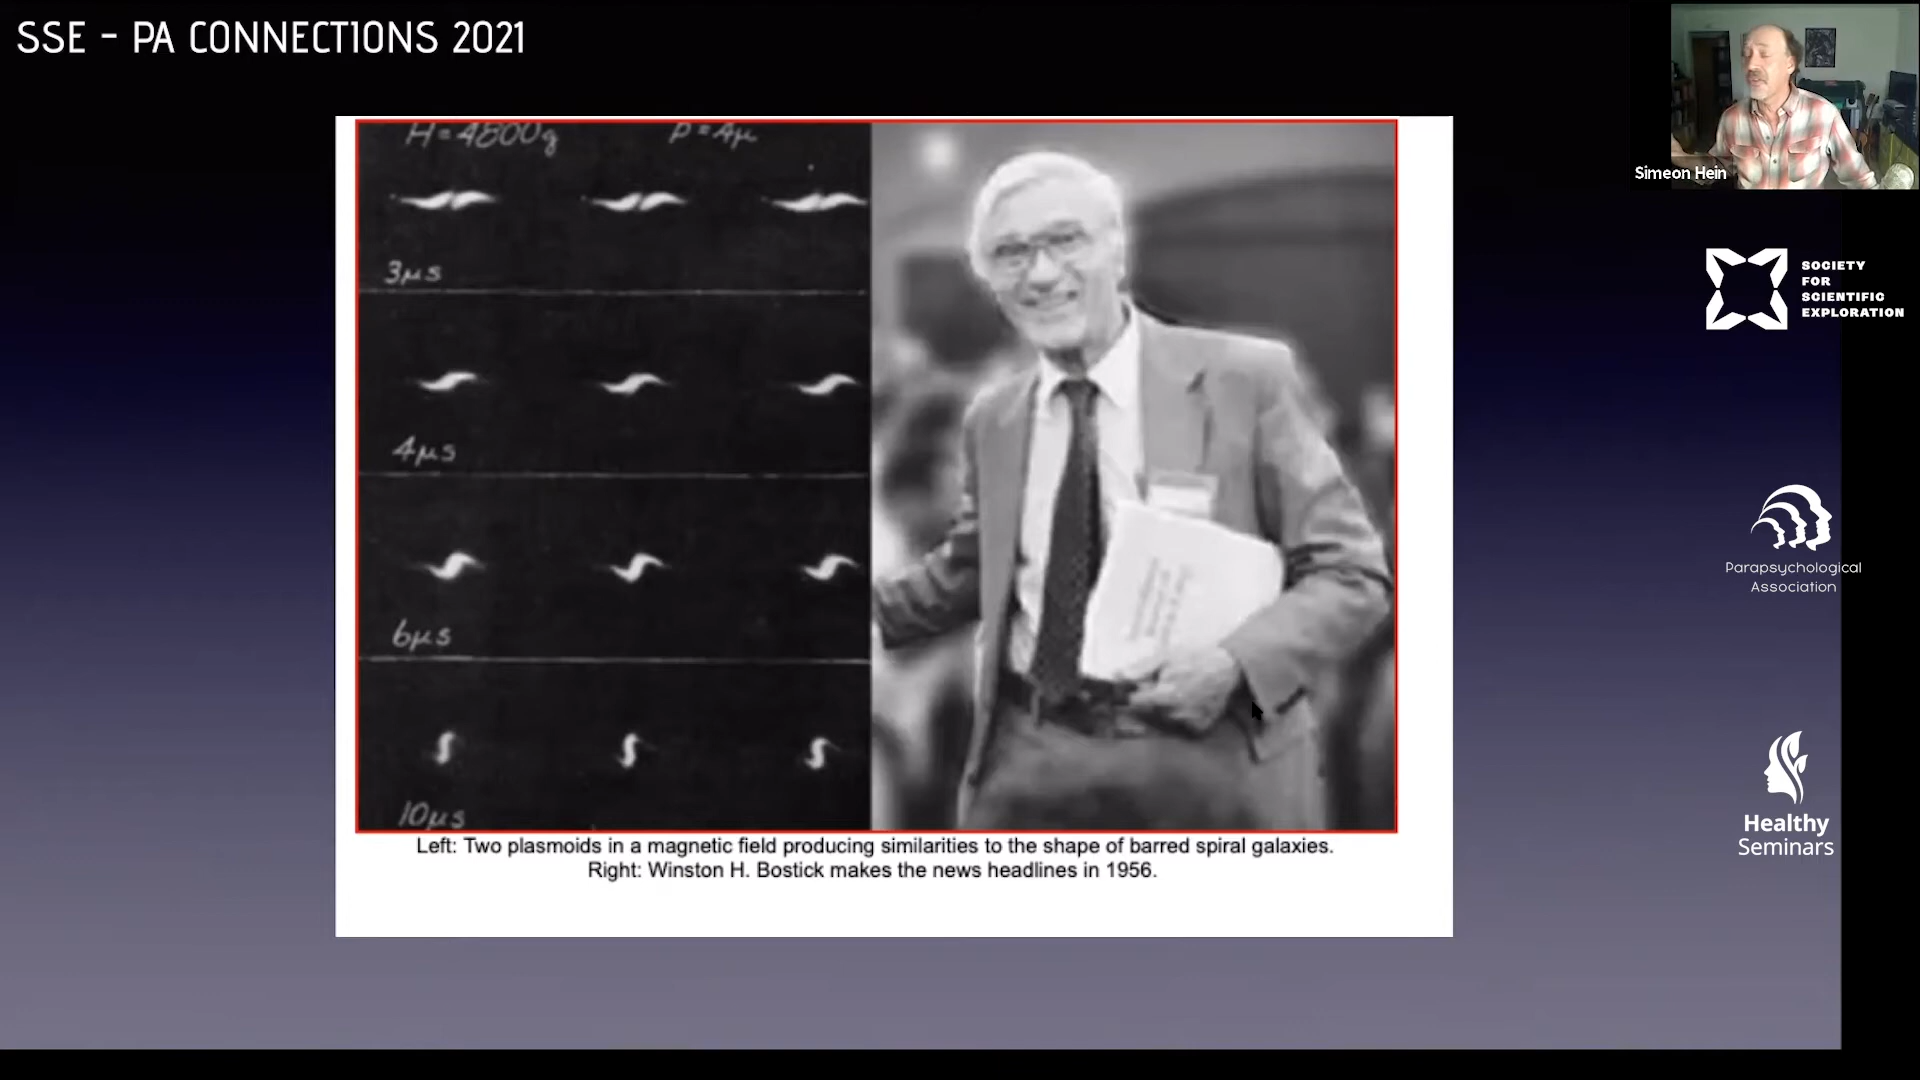 SSE - PA CONNECTIONS 2021
Simeon Hein
SOCIETY
FOR
SCIENTIFIC
EXPLORATION
H=4800g P=4μ
3μs
4μs
6μs
10μs
Left: Two plasmoids in a magnetic field producing similarities to the shape of barred spiral galaxies.
Right: Winston H. Bostick makes the news headlines in 1956.
Parapsychological
Association
Healthy
Seminars